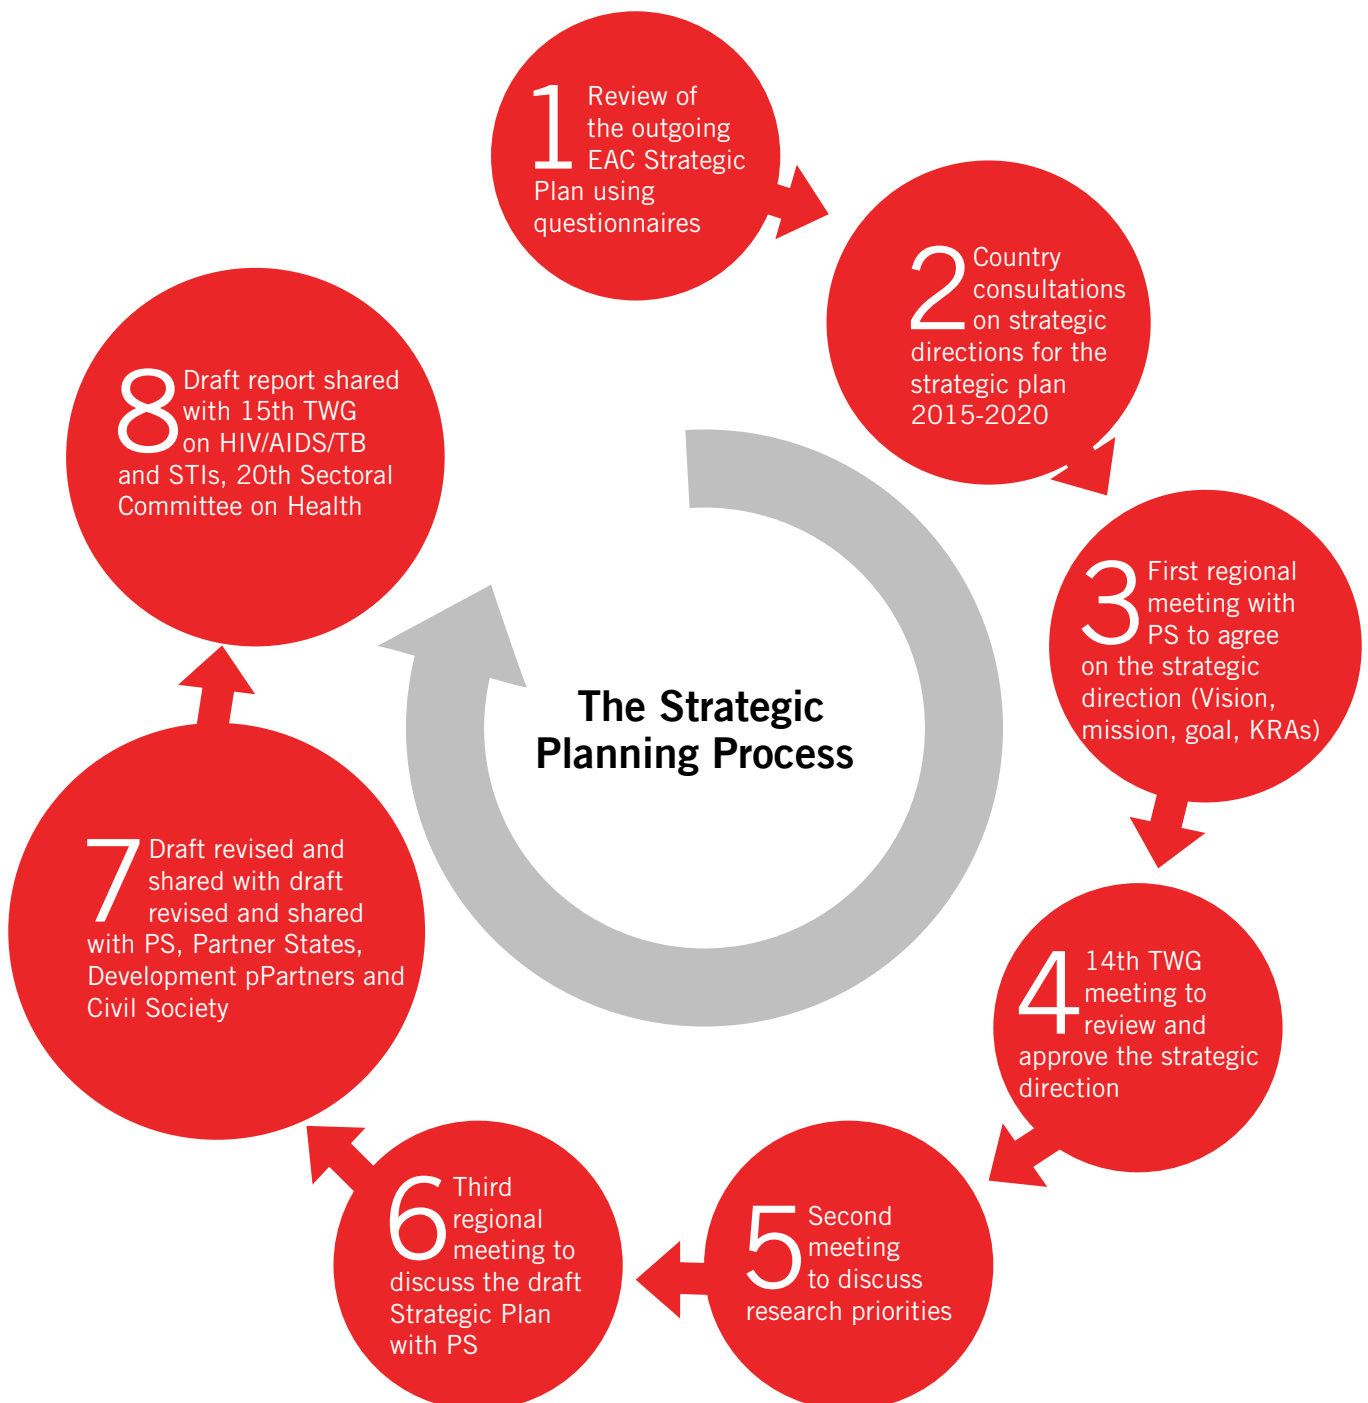 1 Review of
the outgoing
EAC Strategic
Plan using
questionnaires
2 Country
consultations
on strategic
directions for the
strategic plan
2015-2020
3 First regional
meeting with
PS to agree
on the strategic
direction (Vision,
mission, goal, KRAs)
4 14th TWG
meeting to
review and
approve the strategic
direction
5 Second
meeting
to discuss
research priorities
6 Third
regional
meeting to
discuss the draft
Strategic Plan
with PS
7 Draft revised and
shared with draft
revised and shared
with PS, Partner States,
Development pPartners and
Civil Society
8 Draft report shared
with 15th TWG
on HIV/AIDS/TB
and STIs, 20th Sectoral
Committee on Health
The Strategic
Planning Process